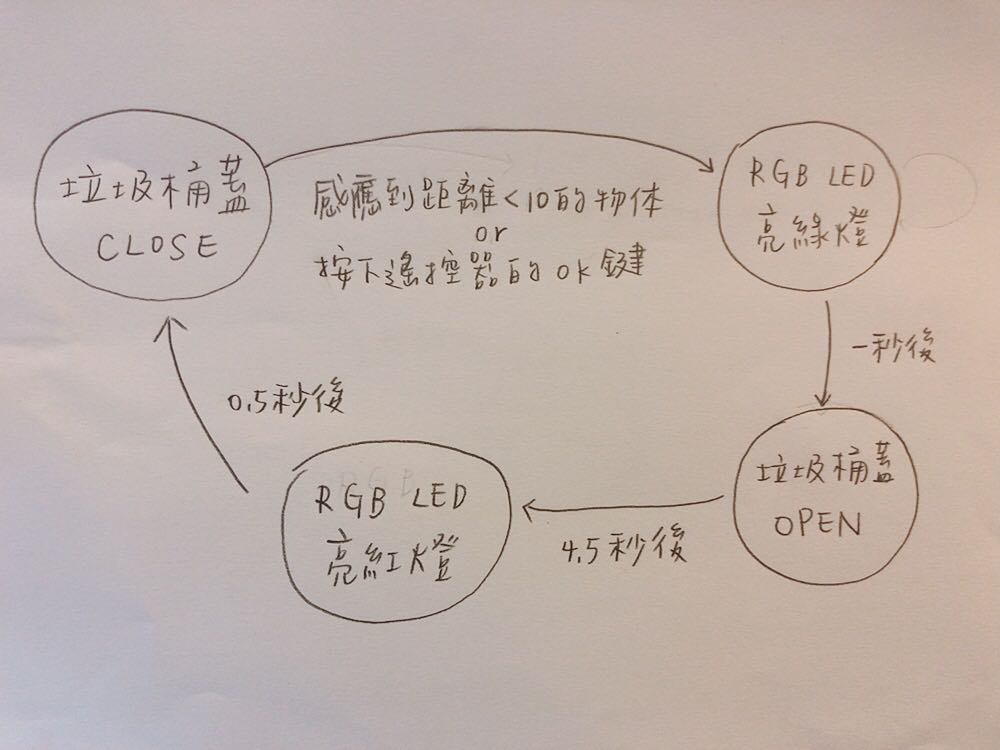 垃圾桶蓋
CLOSE
感應到距離<10的物体
or
按下遙控器的ok鍵
RGB LED
亮綠燈
一秒後
垃圾桶蓋
OPEN
4.5秒後
RGB LED
亮紅燈
0.5秒後